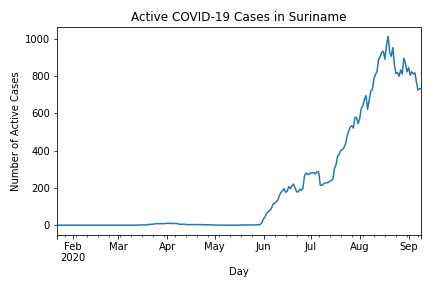 Active COVID-19 Cases in Suriname
Number of Active Cases
1000
800
600
400
200
0
Feb Mar Apr May Jun Jul Aug Sep
2020
Day